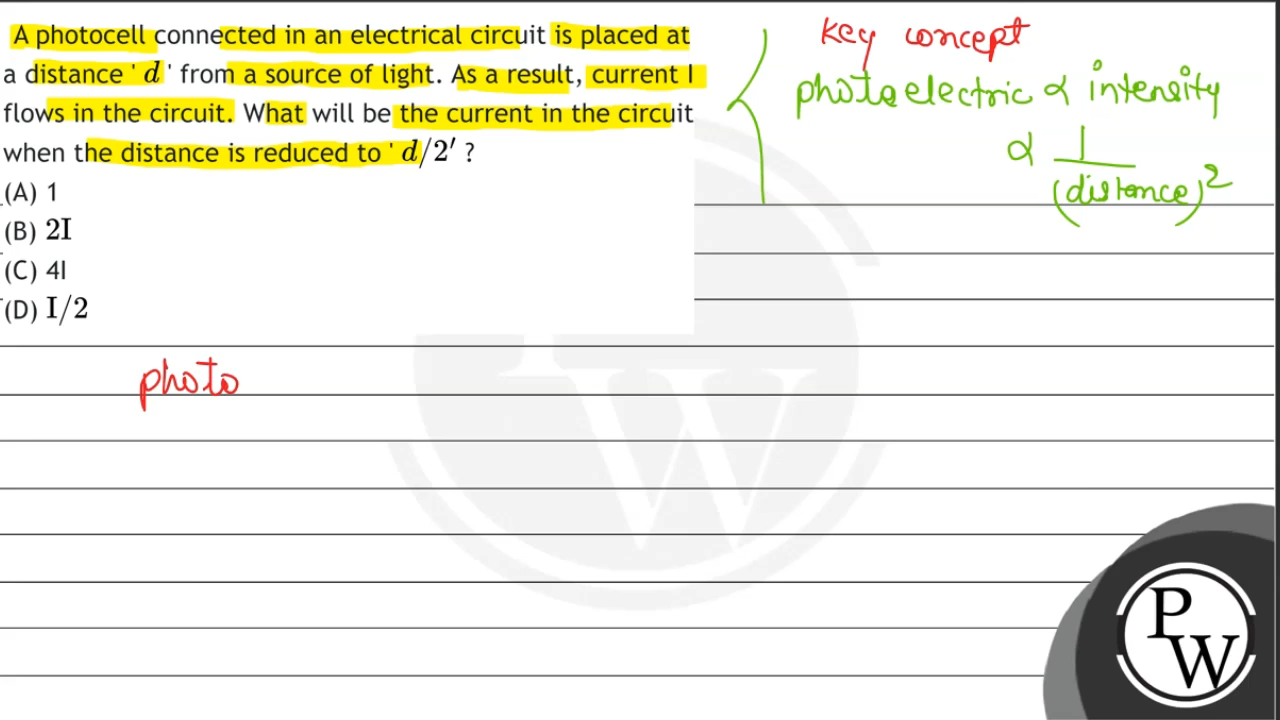 A photocell connected in an electrical circuit is placed at
a distance ' d ' from a source of light. As a result, current I
flows in the circuit. What will be the current in the circuit
when the distance is reduced to ' d/2′ ?
(A) 1
(B) 2I
(C) 4I
(D) I/2
key concept
photoelectric ∝ intensity
∝ 1/(distance)²
photo
PW
PW